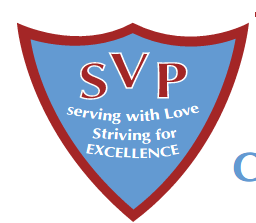 SVP
serving with Love
Striving for
EXCELLENCE
C